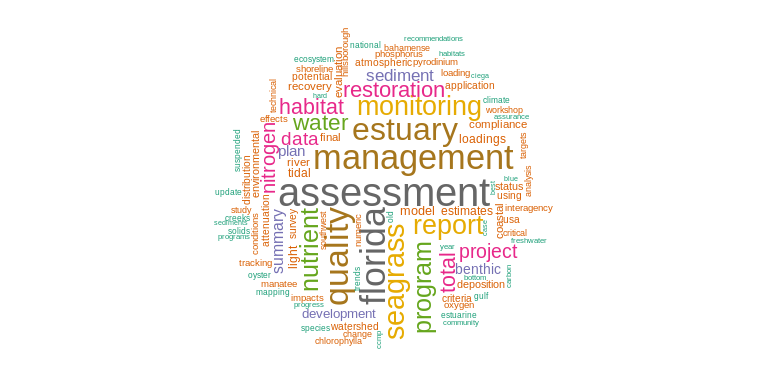 recommendations
hillsborough
national
bahamense
habitats
ecosystem
phosphorus
evaluation
atmospheric
pyrodinium
shoreline
potential
sediment
loading
ciega
technical
recovery
restoration
application
hard
habitat
monitoring
climate
workshop
effects
water
assurance
estuary
compliance
suspended
nitrogen
data
final
loadings
targets
environmental
plan
management
river
tidal
distribution
blue
analysis
update
assessment
best
status
using
attenuation
study
creeks
sediments
solids
programs
conditions
summary
survey
southwest
nutrient
quality
numeric
florida
old
model
estimates
report
case
coastal
interagency
usa
critical
freshwater
tracking
light
seagrass
program
year
total
project
oyster
manatee
mapping
trends
benthic
bottom
carbon
deposition
impacts
progress
criteria
gulf
oxygen
development
estuarine
species
watershed
community
change
chlorophylla
ccmp